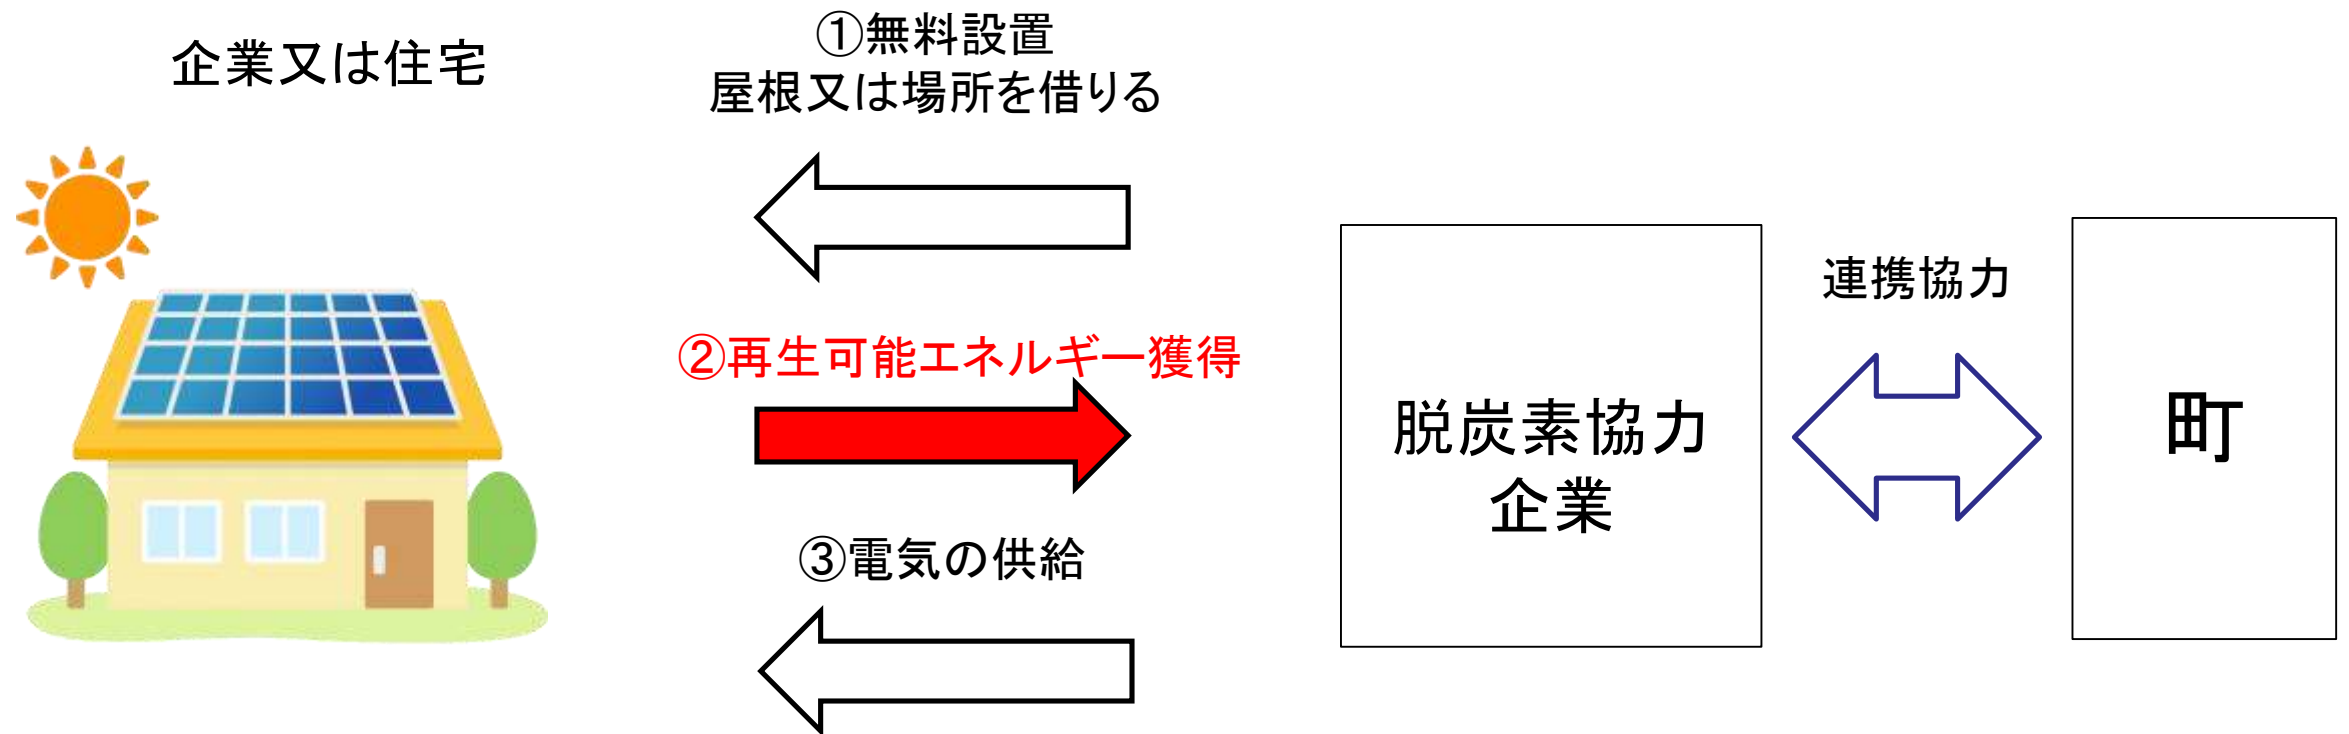 企業又は住宅
①無料設置
屋根又は場所を借りる
②再生可能エネルギー獲得
③電気の供給
脱炭素協力
企業
連携協力
町